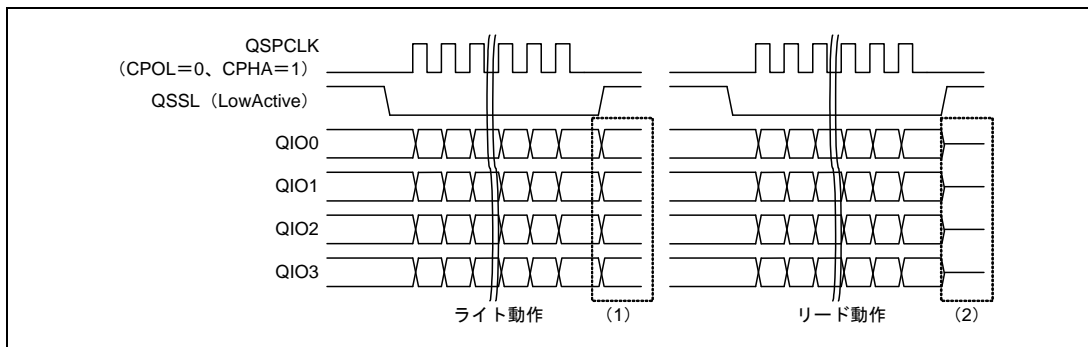 QSPCLK
（CPOL＝0、CPHA＝1）
QSSL（LowActive）
QIO0
QIO1
QIO2
QIO3
ライト動作
（1）
リード動作
（2）